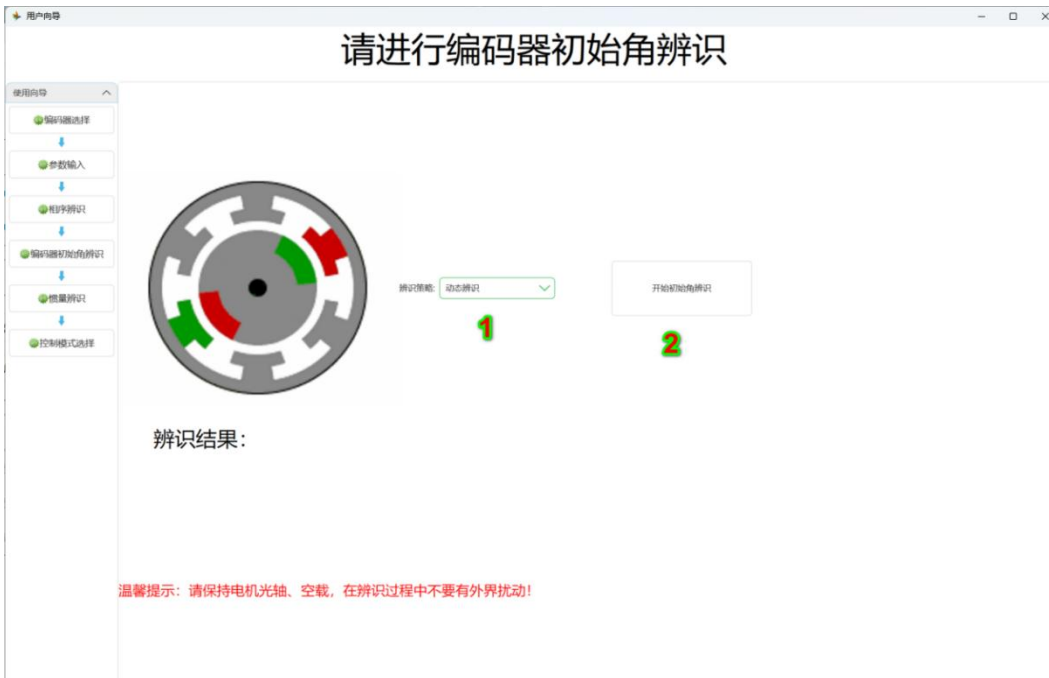 用户向导
请进行编码器初始角辨识
使用向导
编码器选择
参数输入
相序辨识
编码器初始角辨识
惯量辨识
控制模式选择
辨识策略: 动态辨识
开始初始角辨识
1
2
辨识结果：
温馨提示：请保持电机光轴、空载，在辨识过程中不要有外界扰动！